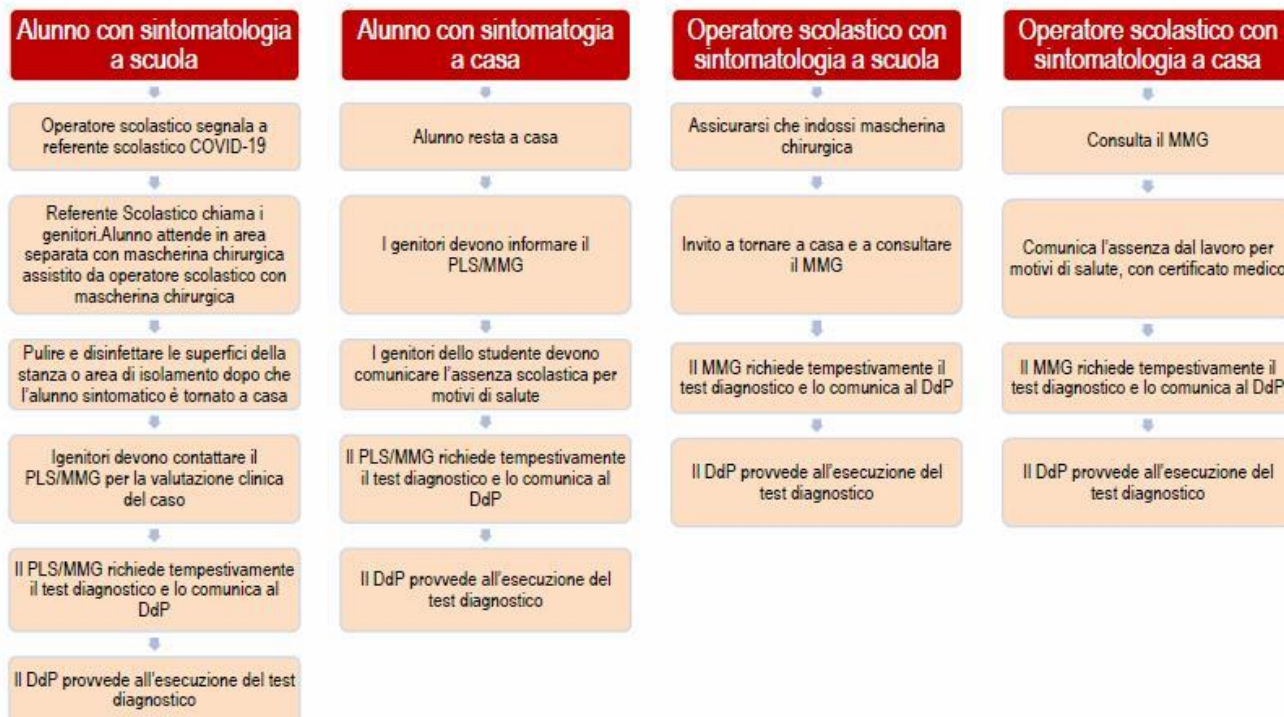 Alunno con sintomatologia
a scuola
Operatore scolastico segnala a
referente scolastico COVID-19
Referente Scolastico chiama i
genitori.Alunno attende in area
separata con mascherina chirurgica
assistito da operatore scolastico con
mascherina chirurgica
Pulire e disinfettare le superfici della
stanza o area di isolamento dopo che
l'alunno sintomatico è tornato a casa
Igenitori devono contattare il
PLS/MMG per la valutazione clinica
del caso
Il PLS/MMG richiede tempestivamente
il test diagnostico e lo comunica al
DdP
Il DdP provvede all'esecuzione del test
diagnostico
Alunno con sintomatogia
a casa
Alunno resta a casa
I genitori devono informare il
PLS/MMG
I genitori dello studente devono
comunicare l'assenza scolastica per
motivi di salute
Il PLS/MMG richiede tempestivamente
il test diagnostico e lo comunica al
DdP
Il DdP provvede all'esecuzione del
test diagnostico
Operatore scolastico con
sintomatologia a scuola
Assicurarsi che indossi mascherina
chirurgica
Invito a tornare a casa e a consultare
il MMG
Il MMG richiede tempestivamente il
test diagnostico e lo comunica al DdP
Il DdP provvede all'esecuzione del
test diagnostico
Operatore scolastico con
sintomatologia a casa
Consulta il MMG
Comunica l'assenza dal lavoro per
motivi di salute, con certificato medico
Il MMG richiede tempestivamente il
test diagnostico e lo comunica al DdP
Il DdP provvede all'esecuzione del
test diagnostico